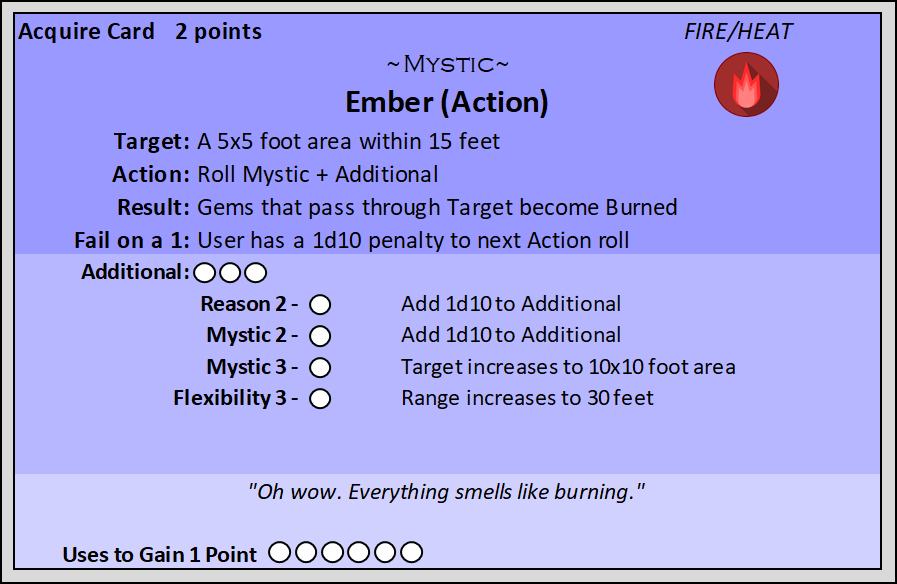 Acquire Card 2 points FIRE/HEAT
~Mystic~
Ember (Action)
Target: A 5x5 foot area within 15 feet
Action: Roll Mystic + Additional
Result: Gems that pass through Target become Burned
Fail on a 1: User has a 1d10 penalty to next Action roll
Additional:
Reason 2 - Add 1d10 to Additional
Mystic 2 - Add 1d10 to Additional
Mystic 3 - Target increases to 10x10 foot area
Flexibility 3 - Range increases to 30 feet
"Oh wow. Everything smells like burning."
Uses to Gain 1 Point